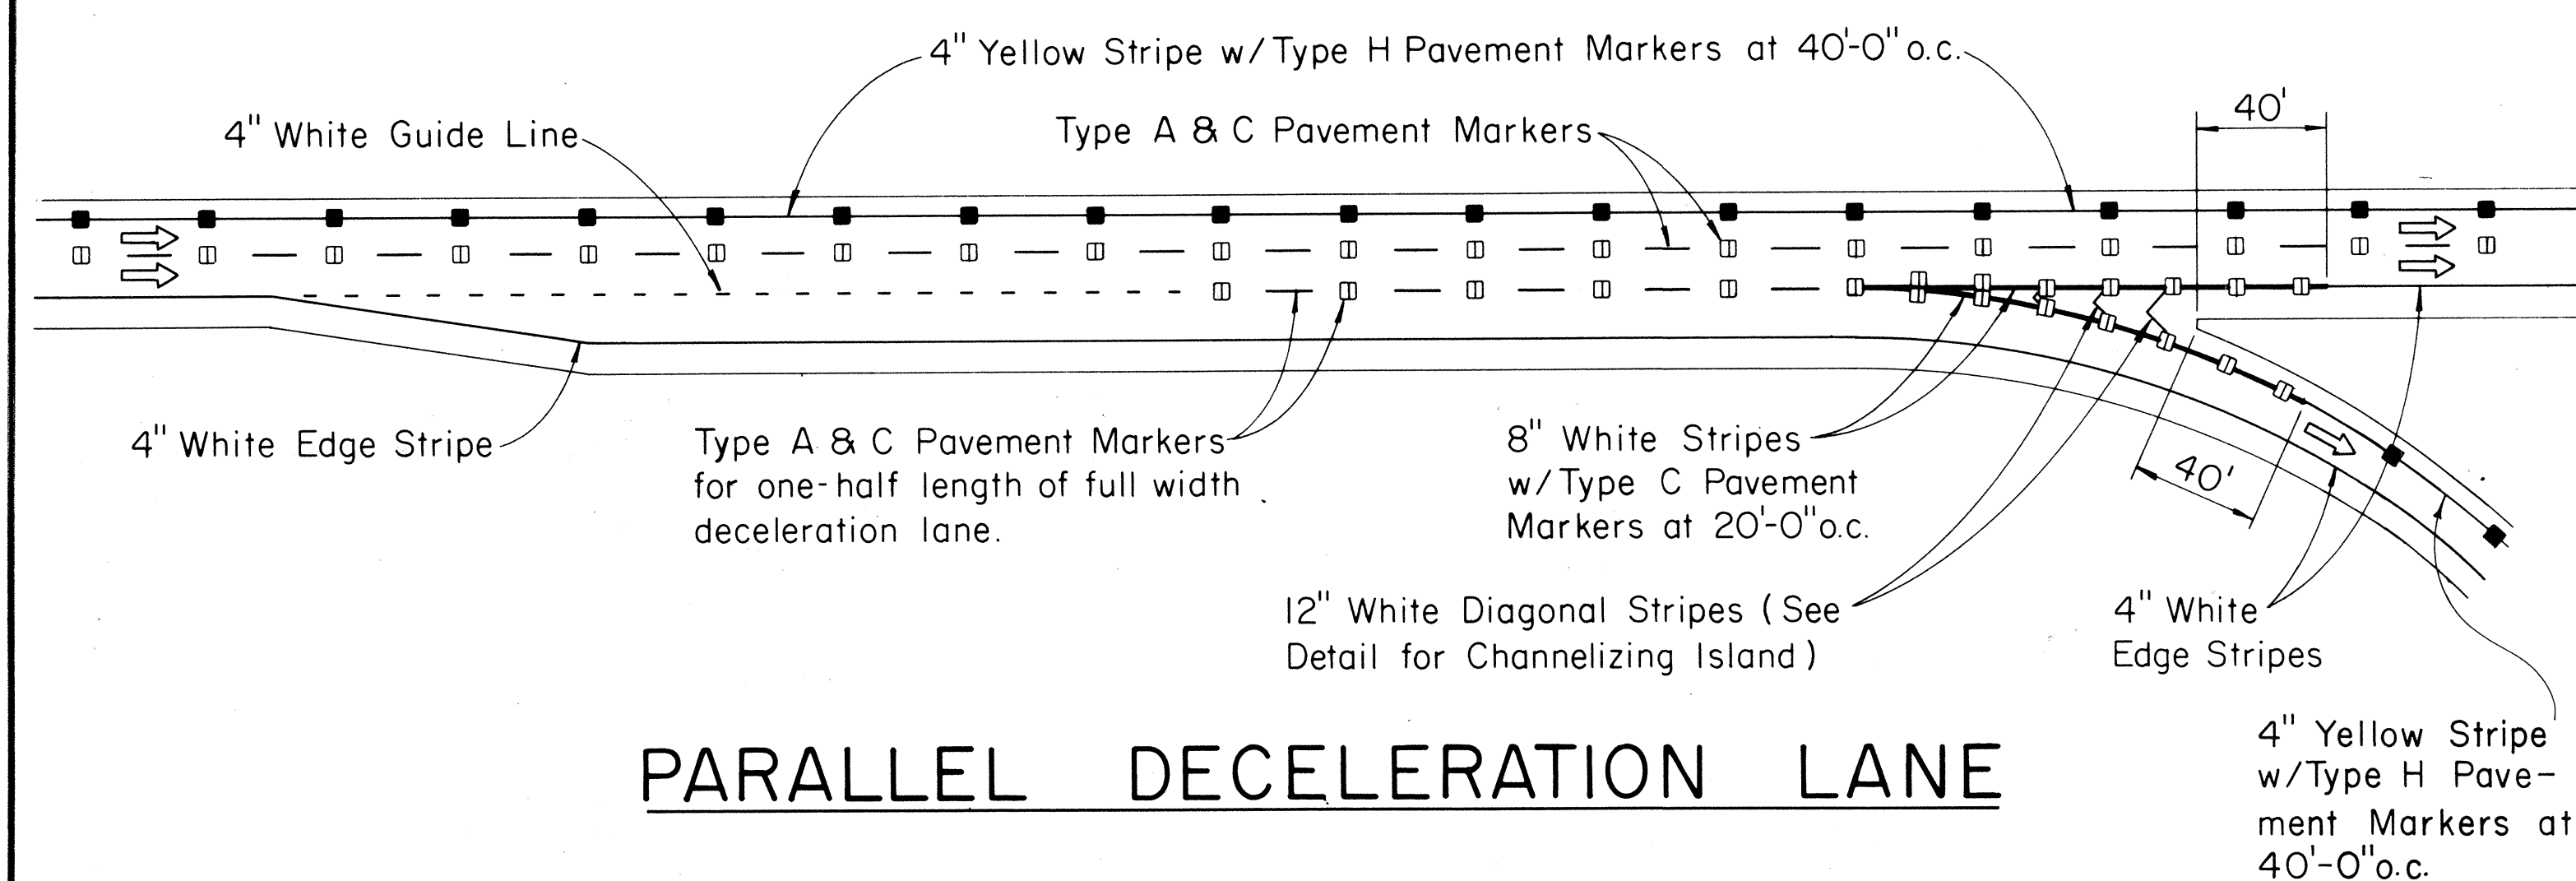 4" Yellow Stripe w/Type H Pavement Markers at 40'-0" o.c.
40'
4" White Guide Line
Type A & C Pavement Markers
4" White Edge Stripe
Type A & C Pavement Markers
for one-half length of full width
deceleration lane.
8" White Stripes
w/Type C Pavement
Markers at 20'-0" o.c.
40'
12" White Diagonal Stripes (See
Detail for Channelizing Island)
4" White
Edge Stripes
4" Yellow Stripe
w/Type H Pave-
ment Markers at
40'-0" o.c.
PARALLEL DECELERATION LANE